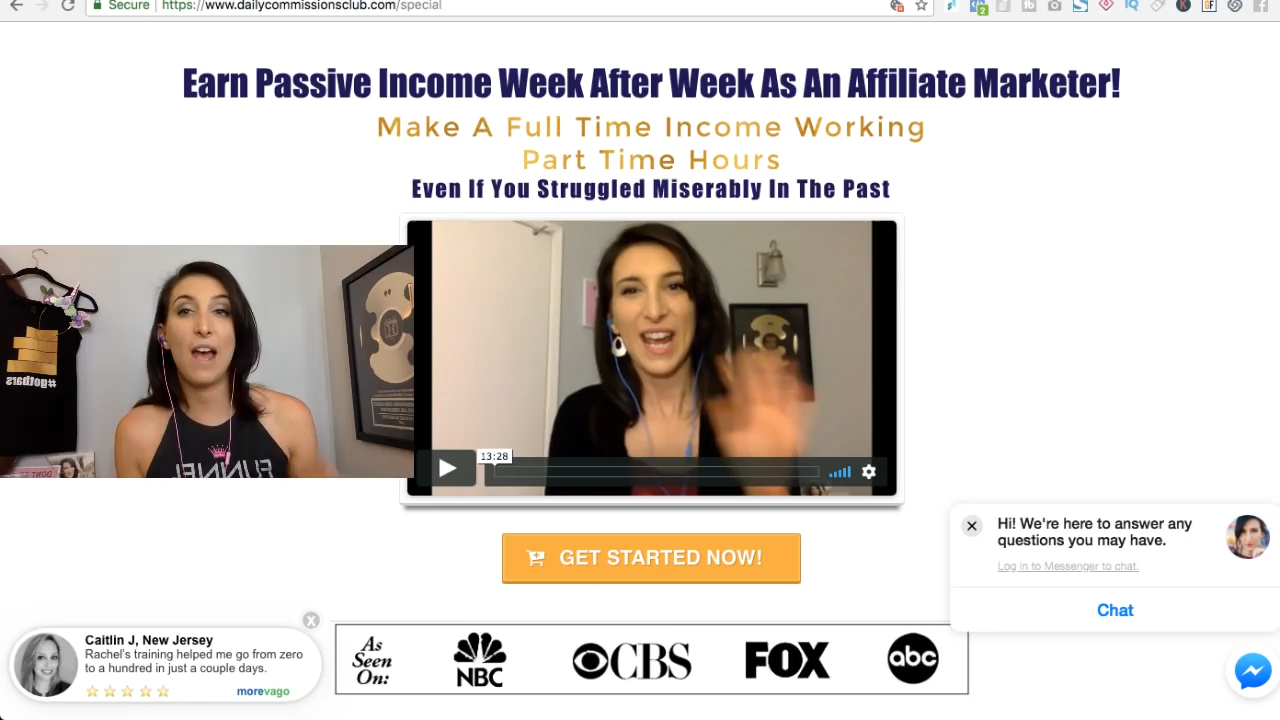 Secure
https://www.dailycommissionsclub.com/special
2
Earn Passive Income Week After Week As An Affiliate Marketer!
Make A Full Time Income Working
Part Time Hours
Even If You Struggled Miserably In The Past
#gotbars
FUNNEL
13:28
GET STARTED NOW!
Hi! We're here to answer any
questions you may have.
Log in to Messenger to chat.
Chat
X
Caitlin J, New Jersey
Rachel's training helped me go from zero
to a hundred in just a couple days.
morevago
As
Seen
On:
NBC
CBS
FOX
abc